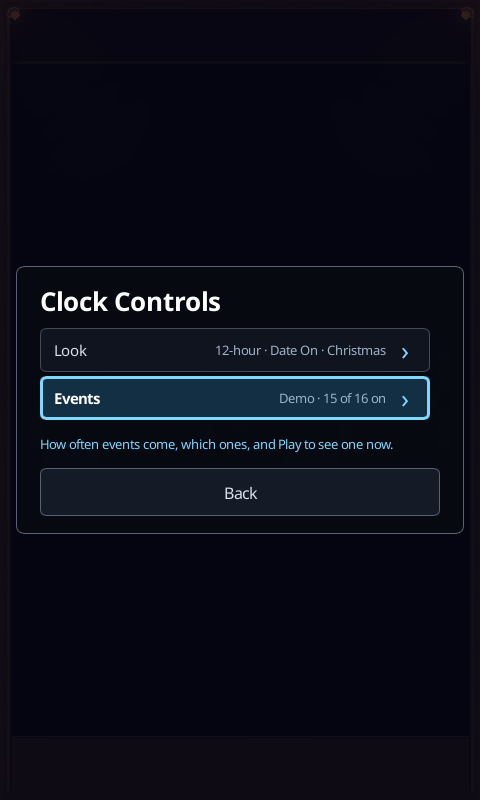 Clock Controls
Look 12-hour · Date On · Christmas ›
Events Demo · 15 of 16 on ›
How often events come, which ones, and Play to see one now.
Back